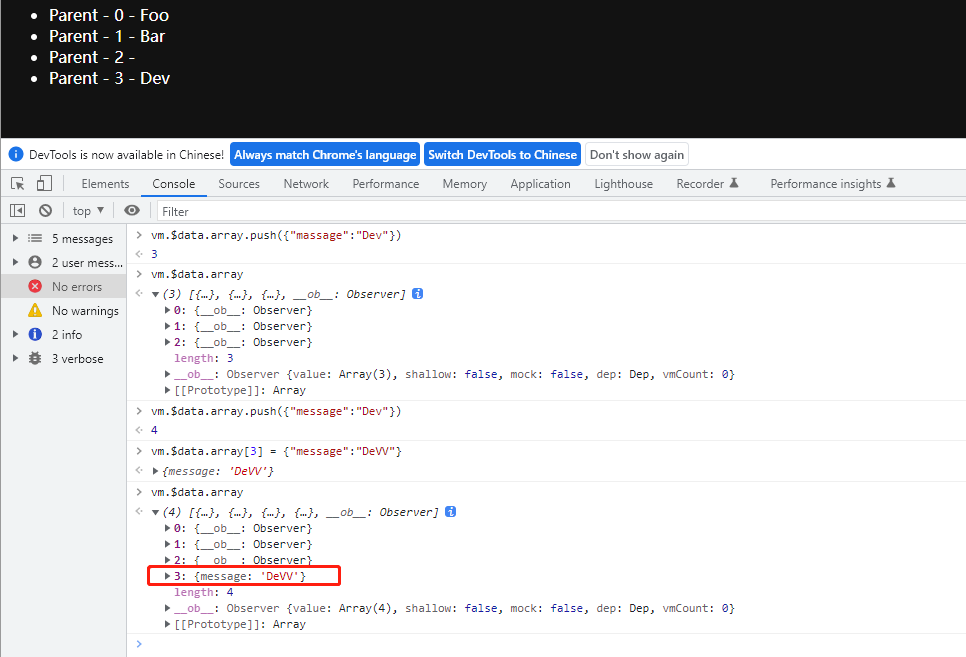 Parent - 0 - Foo
Parent - 1 - Bar
Parent - 2 -
Parent - 3 - Dev
DevTools is now available in Chinese! Always match Chrome's language Switch DevTools to Chinese Don't show again
Elements Console Sources Network Performance Memory Application Lighthouse Recorder Performance insights
top ▼ Filter
5 messages
2 user mess...
No errors
No warnings
2 info
3 verbose
> vm.$data.array.push({"massage":"Dev"})
3
> vm.$data.array
▼(3) [{…}, {…}, {…}, __ob__: Observer]
▶0: {__ob__: Observer}
▶1: {__ob__: Observer}
▶2: {__ob__: Observer}
length: 3
▶__ob__: Observer {value: Array(3), shallow: false, mock: false, dep: Dep, vmCount: 0}
▶[[Prototype]]: Array
> vm.$data.array.push({"message":"Dev"})
4
> vm.$data.array[3] = {"message":"DeVV"}
▶{message: 'DeVV'}
> vm.$data.array
▼(4) [{…}, {…}, {…}, {…}, __ob__: Observer]
▶0: {__ob__: Observer}
▶1: {__ob__: Observer}
▶2: {__ob__: Observer}
▶3: {message: 'DeVV'}
length: 4
▶__ob__: Observer {value: Array(4), shallow: false, mock: false, dep: Dep, vmCount: 0}
▶[[Prototype]]: Array
>